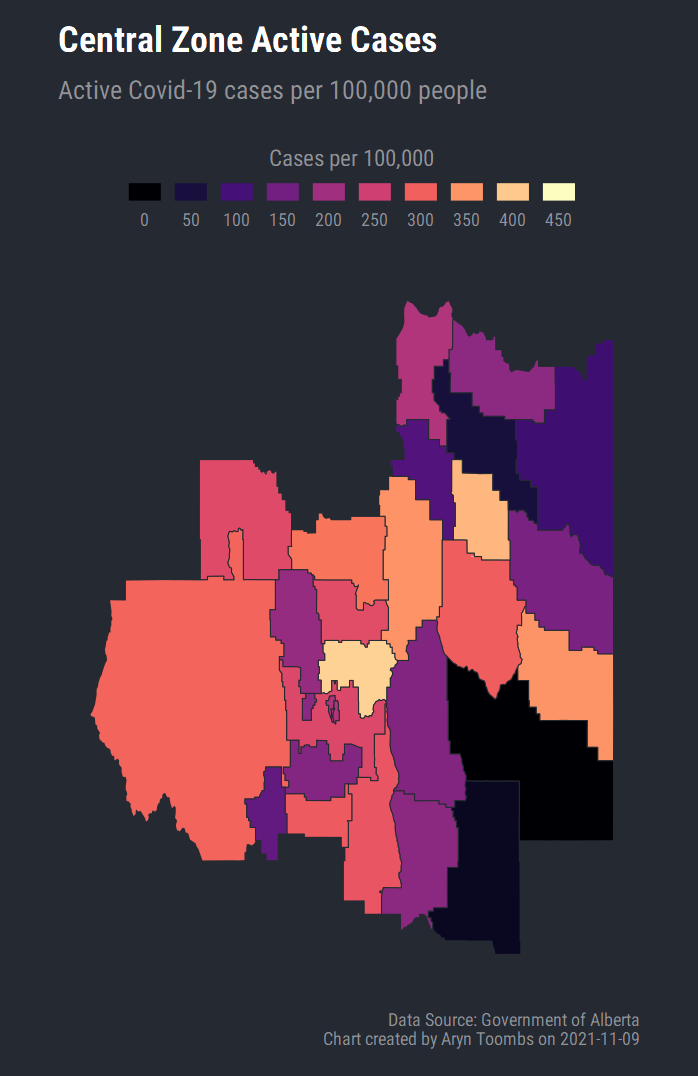 Central Zone Active Cases
Active Covid-19 cases per 100,000 people
Cases per 100,000
0 50 100 150 200 250 300 350 400 450
Data Source: Government of Alberta
Chart created by Aryn Toombs on 2021-11-09